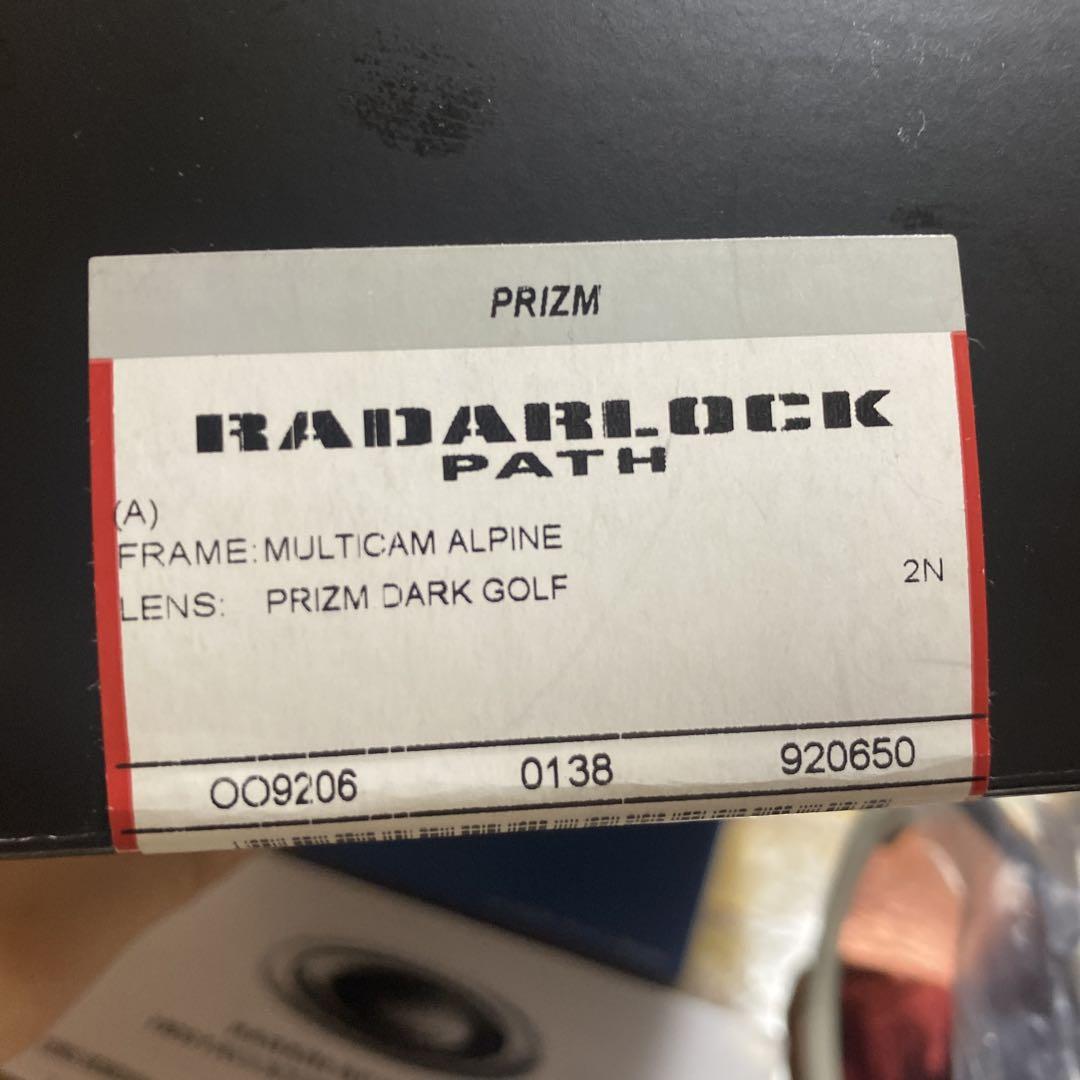 PRIZM
RADARLOCK
PATH
(A)
FRAME: MULTICAM ALPINE
LENS: PRIZM DARK GOLF 2N
OO9206 0138 920650